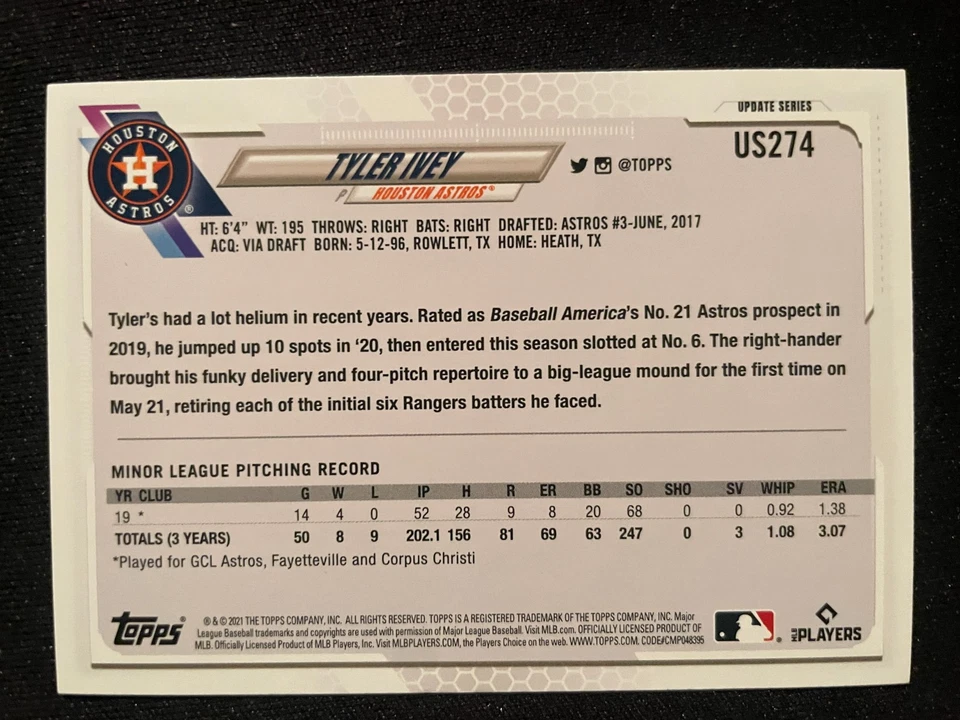 UPDATE SERIES
US274
HOUSTON
H
ASTROS®
TYLER IVEY
@TOPPS
P HOUSTON ASTROS®
HT: 6'4" WT: 195 THROWS: RIGHT BATS: RIGHT DRAFTED: ASTROS #3-JUNE, 2017
ACQ: VIA DRAFT BORN: 5-12-96, ROWLETT, TX HOME: HEATH, TX
Tyler's had a lot helium in recent years. Rated as Baseball America's No. 21 Astros prospect in
2019, he jumped up 10 spots in '20, then entered this season slotted at No. 6. The right-hander
brought his funky delivery and four-pitch repertoire to a big-league mound for the first time on
May 21, retiring each of the initial six Rangers batters he faced.
MINOR LEAGUE PITCHING RECORD
YR CLUB G W L IP H R ER BB SO SHO SV WHIP ERA
19 * 14 4 0 52 28 9 8 20 68 0 0 0.92 1.38
TOTALS (3 YEARS) 50 8 9 202.1 156 81 69 63 247 0 3 1.08 3.07
*Played for GCL Astros, Fayetteville and Corpus Christi
Topps®
® & © 2021 THE TOPPS COMPANY, INC. ALL RIGHTS RESERVED. TOPPS IS A REGISTERED TRADEMARK OF THE TOPPS COMPANY, INC. Major
League Baseball trademarks and copyrights are used with permission of Major League Baseball. Visit MLB.com. OFFICIALLY LICENSED PRODUCT OF
MLB. Officially Licensed Product of MLB Players, Inc. Visit MLBPLAYERS.COM, the Players Choice on the web. WWW.TOPPS.COM. CODE#CMP048395
MLB PLAYERS